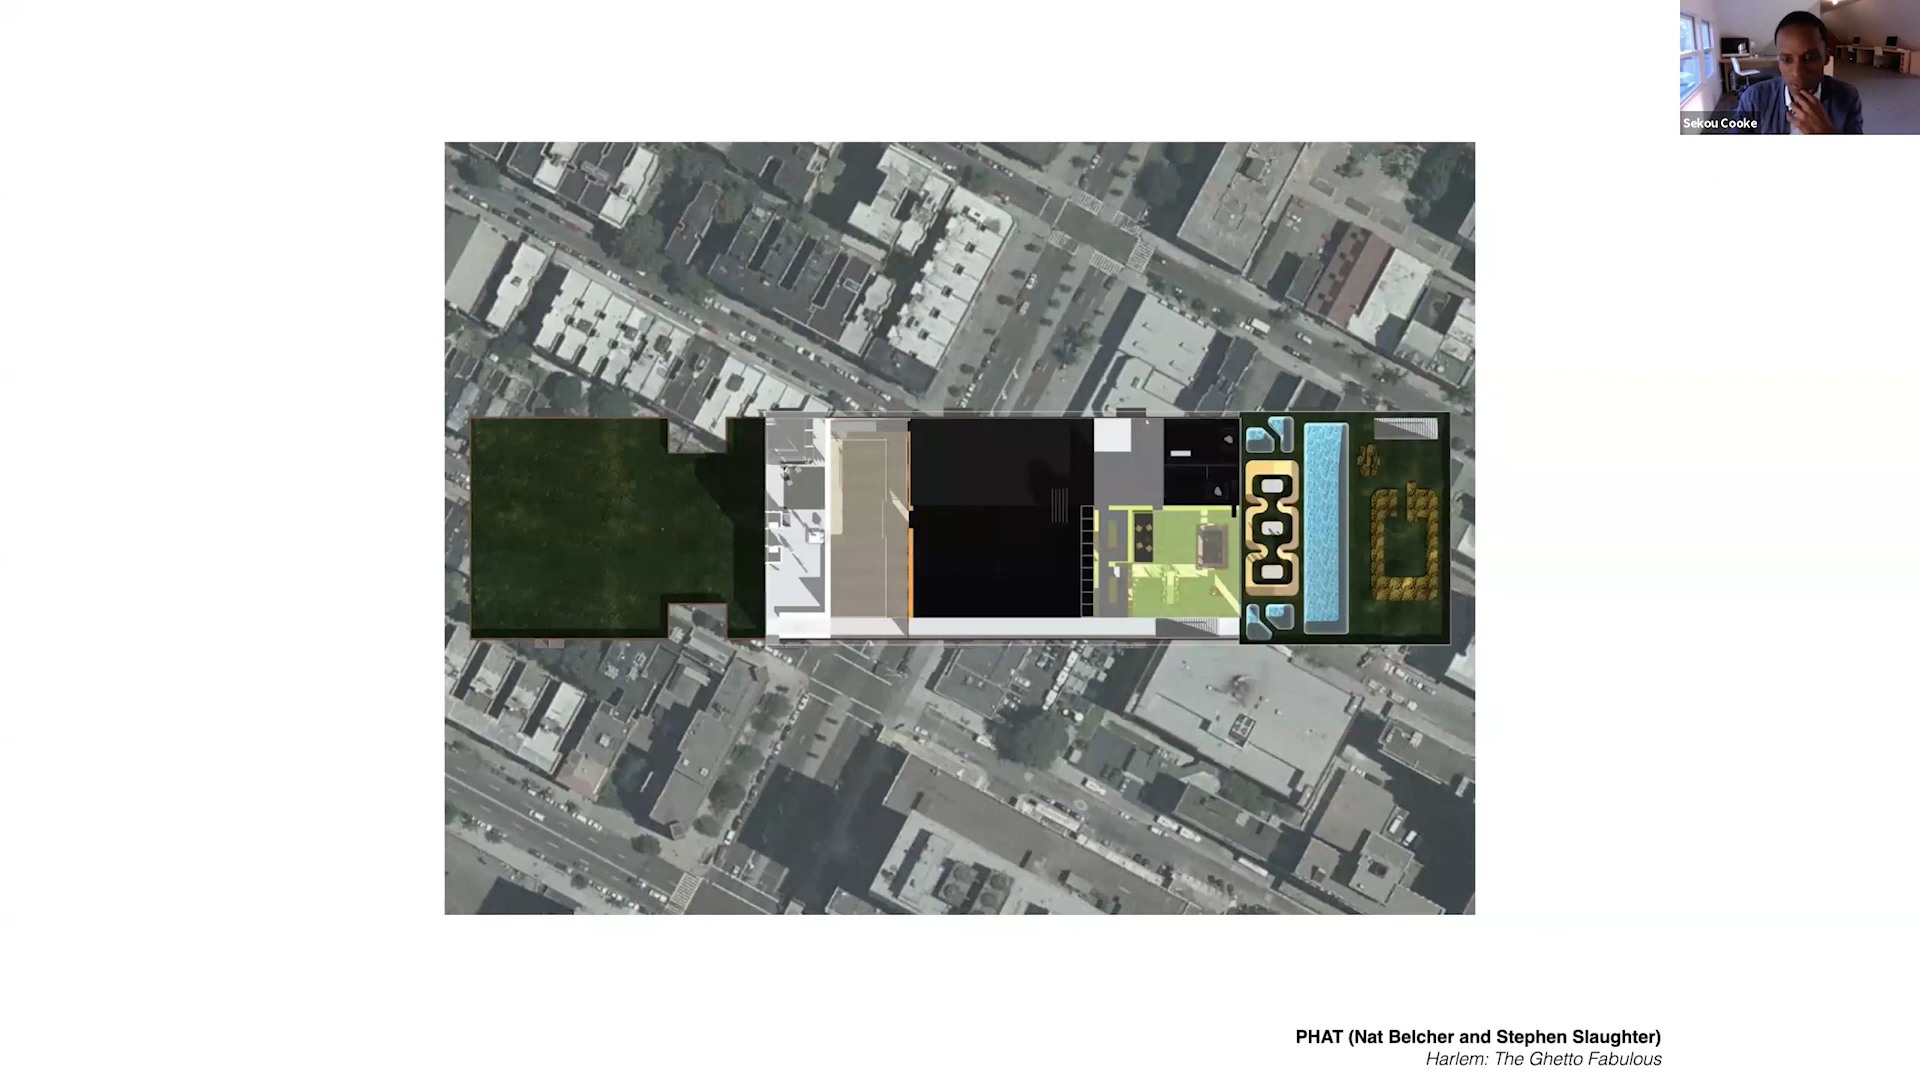 Sekou Cooke
PHAT (Nat Belcher and Stephen Slaughter)
Harlem: The Ghetto Fabulous